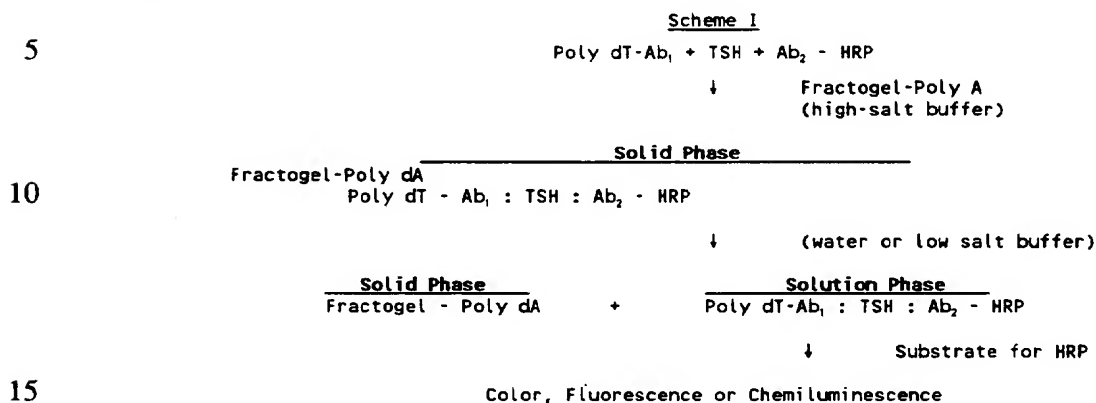 Scheme I
5 Poly dT-Ab₁ + TSH + Ab₂ - HRP
↓ Fractogel-Poly A
(high-salt buffer)
Solid Phase
Fractogel-Poly dA
10 Poly dT - Ab₁ : TSH : Ab₂ - HRP
↓ (water or low salt buffer)
Solid Phase Solution Phase
Fractogel - Poly dA + Poly dT-Ab₁ : TSH : Ab₂ - HRP
↓ Substrate for HRP
15 Color, Fluorescence or Chemiluminescence